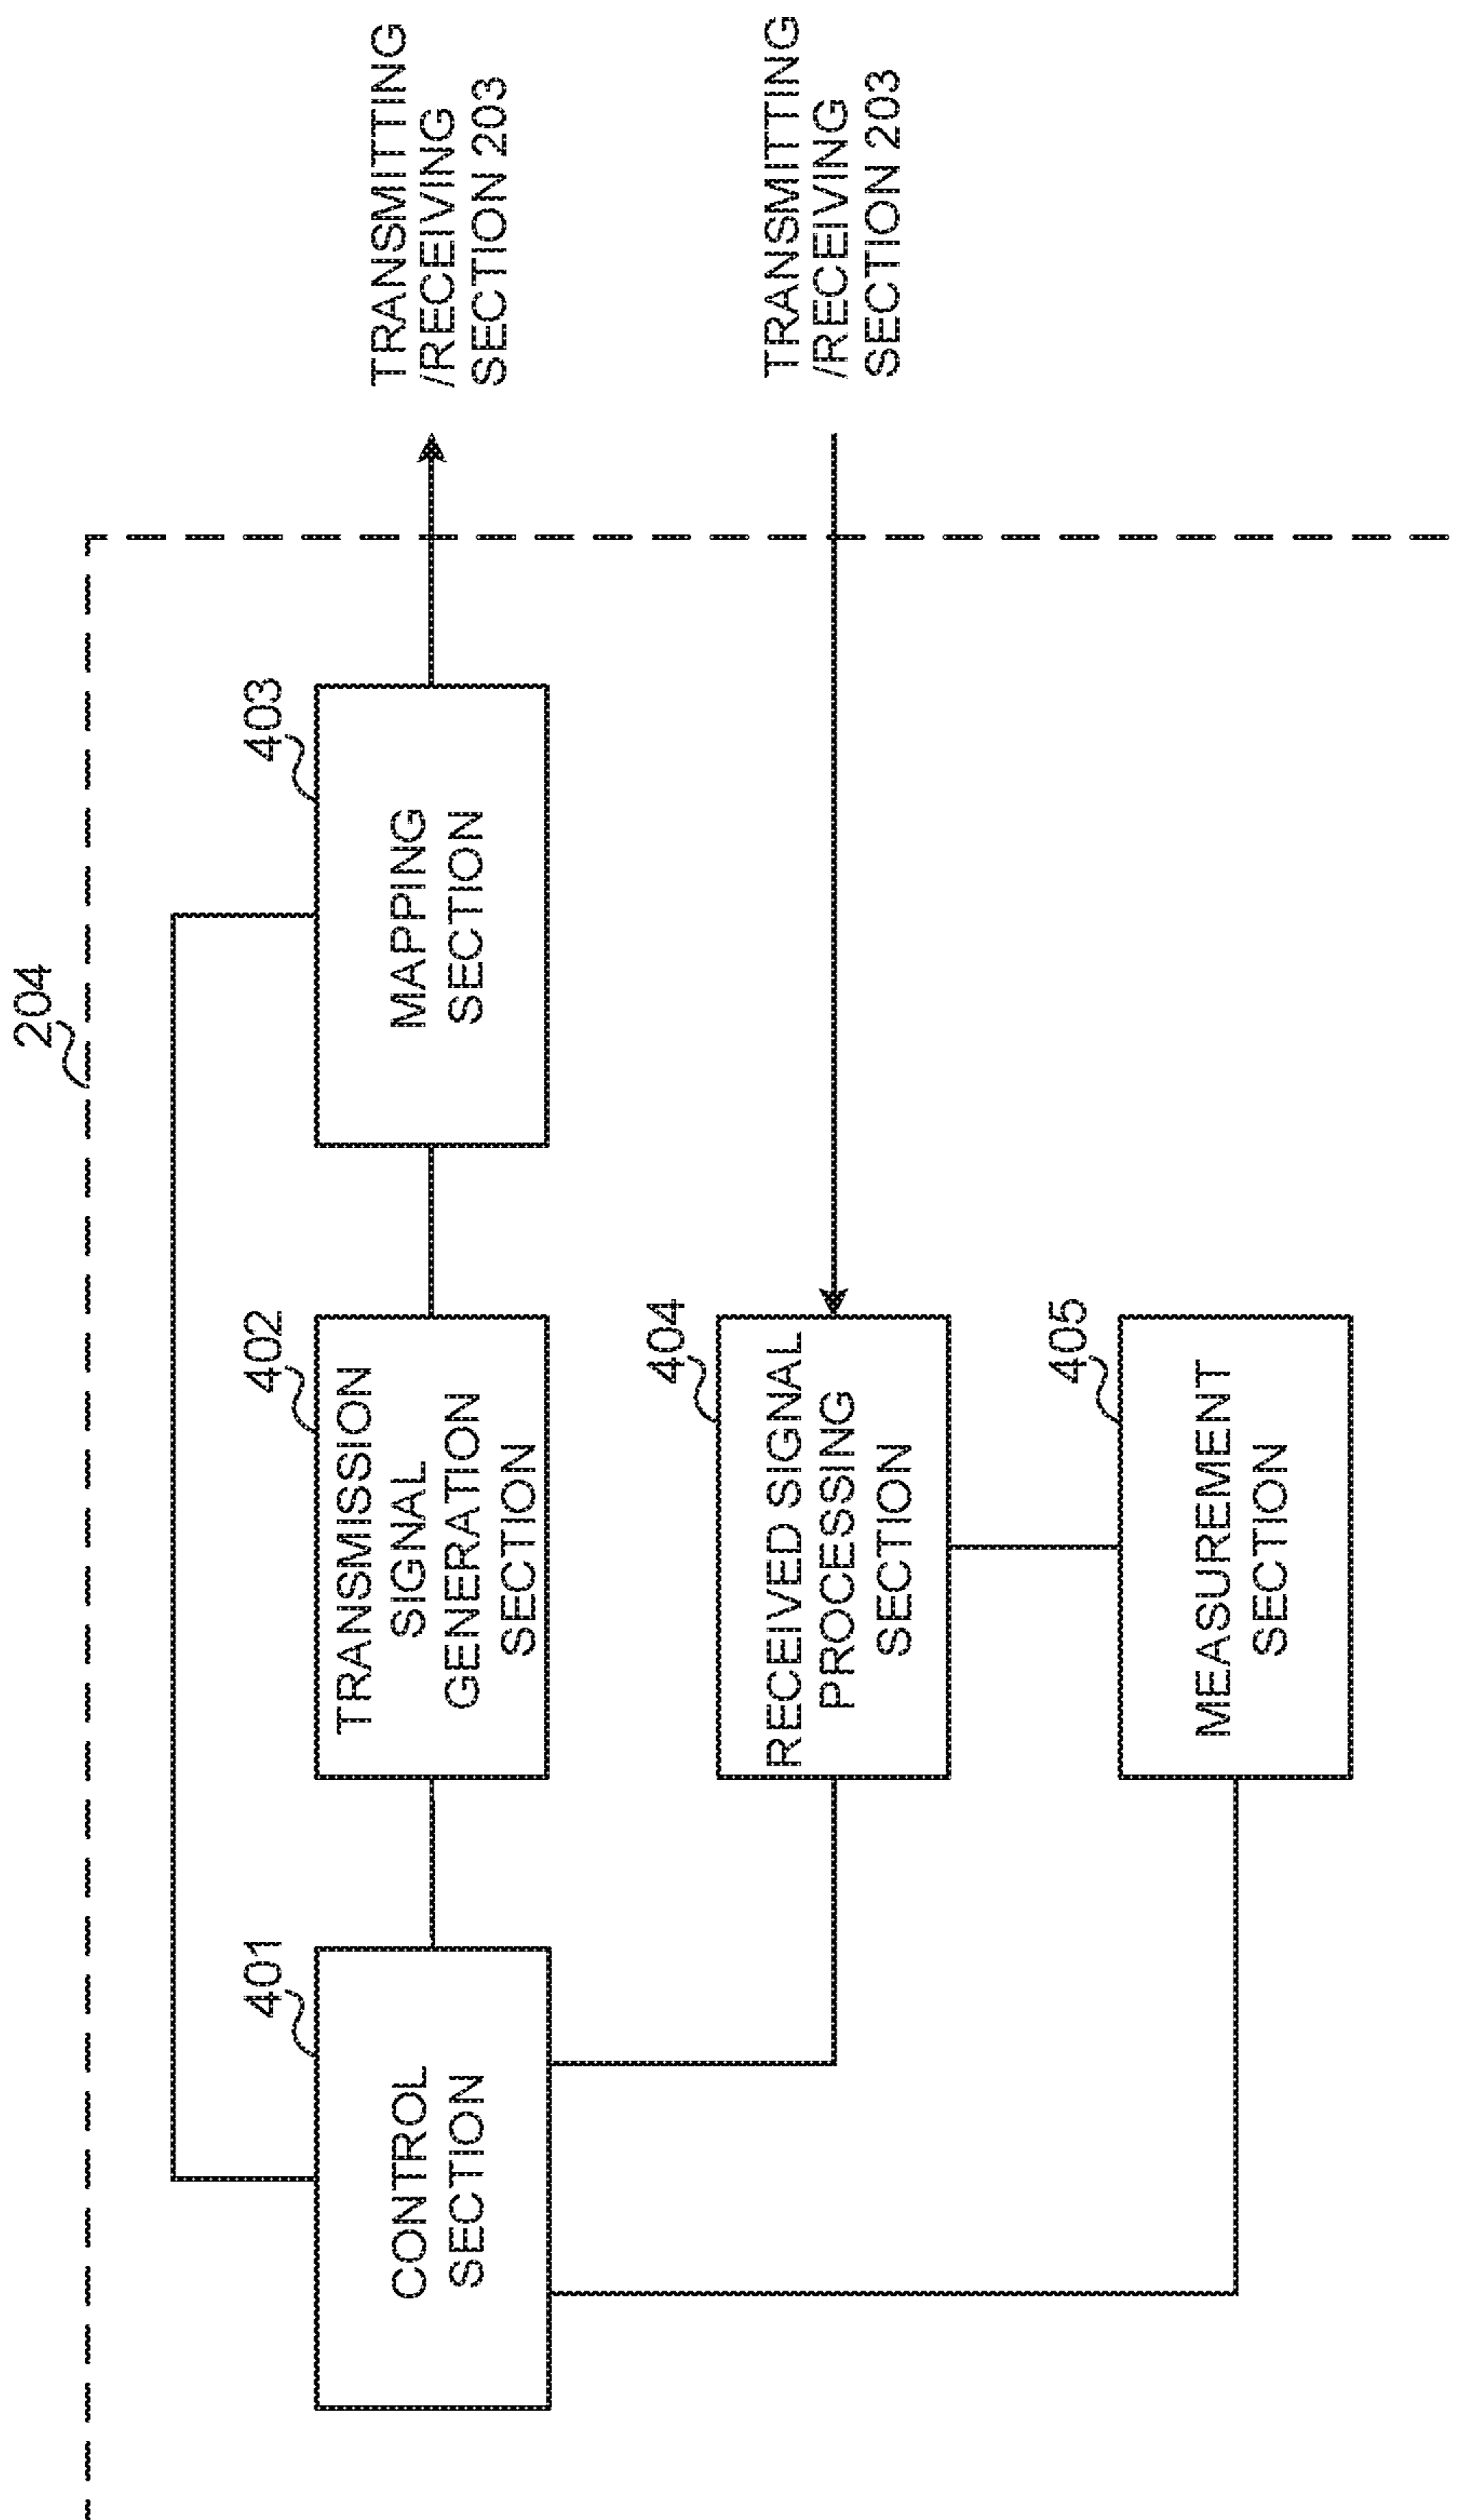 204
401
CONTROL
SECTION
402
TRANSMISSION
SIGNAL
GENERATION
SECTION
403
MAPPING
SECTION
TRANSMITTING
/RECEIVING
SECTION 203
404
RECEIVED SIGNAL
PROCESSING
SECTION
TRANSMITTING
/RECEIVING
SECTION 203
405
MEASUREMENT
SECTION